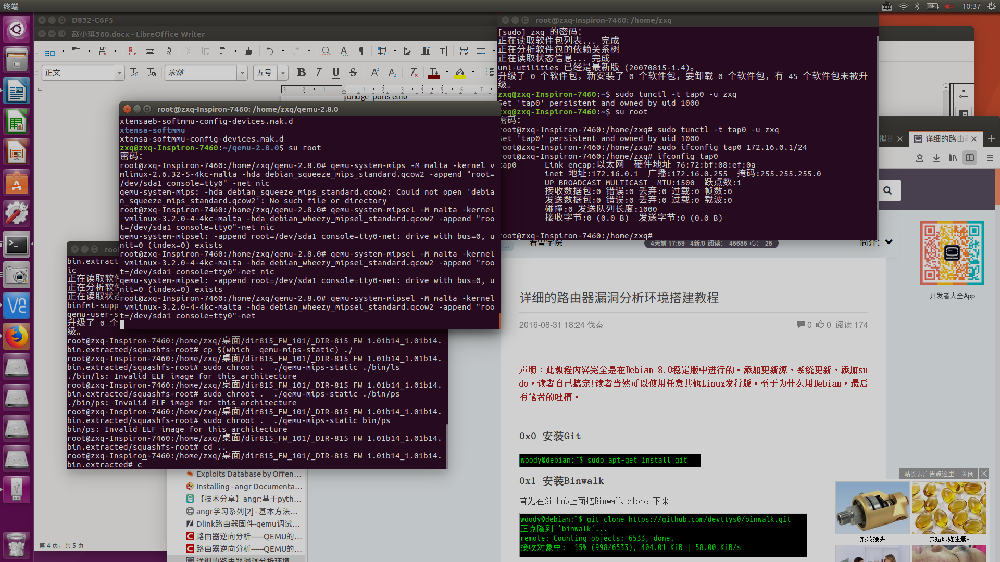 终端
10:37
D832-C6F5
赵小琪360.docx - LibreOffice Writer
正文
宋体
五号
3 2 1 1 2 3 4 5 6 7
bridge_ports eth0
root@zxq-Inspiron-7460: /home/zxq
[sudo] zxq 的密码：
正在读取软件包列表... 完成
正在分析软件包的依赖关系树
正在读取状态信息... 完成
uml-utilities 已经是最新版 (20070815-1.4)。
升级了 0 个软件包，新安装了 0 个软件包，要卸载 0 个软件包，有 45 个软件包未被升
级。
zxq@zxq-Inspiron-7460:~$ sudo tunctl -t tap0 -u zxq
Set 'tap0' persistent and owned by uid 1000
zxq@zxq-Inspiron-7460:~$ su root
密码：
root@zxq-Inspiron-7460:/home/zxq# sudo tunctl -t tap0 -u zxq
Set 'tap0' persistent and owned by uid 1000
root@zxq-Inspiron-7460:/home/zxq# sudo ifconfig tap0 172.16.0.1/24
root@zxq-Inspiron-7460:/home/zxq# ifconfig tap0
tap0 Link encap:以太网 硬件地址 76:72:bf:08:ef:0a
inet 地址:172.16.0.1 广播:172.16.0.255 掩码:255.255.255.0
UP BROADCAST MULTICAST MTU:1500 跃点数:1
接收数据包:0 错误:0 丢弃:0 过载:0 帧数:0
发送数据包:0 错误:0 丢弃:0 过载:0 载波:0
碰撞:0 发送队列长度:1000
接收字节:0 (0.0 B) 发送字节:0 (0.0 B)
root@zxq-Inspiron-7460:/home/zxq#
root@zxq-Inspiron-7460: /home/zxq/qemu-2.8.0
xtensaeb-softmmu-config-devices.mak.d
xtensa-softmmu
xtensa-softmmu-config-devices.mak.d
zxq@zxq-Inspiron-7460:~/qemu-2.8.0$ su root
密码：
root@zxq-Inspiron-7460:/home/zxq/qemu-2.8.0# qemu-system-mips -M malta -kernel v
mlinux-2.6.32-5-4kc-malta -hda debian_squeeze_mips_standard.qcow2 -append "root=
/dev/sda1 console=tty0" -net nic
qemu-system-mips: -hda debian_squeeze_mips_standard.qcow2: Could not open 'debia
n_squeeze_mips_standard.qcow2': No such file or directory
root@zxq-Inspiron-7460:/home/zxq/qemu-2.8.0# qemu-system-mipsel -M malta -kernel
vmlinux-3.2.0-4-4kc-malta -hda debian_wheezy_mipsel_standard.qcow2 -append "roo
t=/dev/sda1 console=tty0"-net nic
qemu-system-mipsel: -append root=/dev/sda1 console=tty0-net: drive with bus=0, u
nit=0 (index=0) exists
root@zxq-Inspiron-7460:/home/zxq/qemu-2.8.0# qemu-system-mipsel -M malta -kernel
vmlinux-3.2.0-4-4kc-malta -hda debian_wheezy_mipsel_standard.qcow2 -append "roo
t=/dev/sda1 console=tty0"-net nic
qemu-system-mipsel: -append root=/dev/sda1 console=tty0-net: drive with bus=0, u
nit=0 (index=0) exists
root@zxq-Inspiron-7460:/home/zxq/qemu-2.8.0# qemu-system-mipsel -M malta -kernel
vmlinux-3.2.0-4-4kc-malta -hda debian_wheezy_mipsel_standard.qcow2 -append "roo
t=/dev/sda1 console=tty0"-net
roo
bin.extract
ic
正在读取软件
正在分析软件
正在读取状态
binfmt-supp
qemu-user-s
升级了 0 个
级。
root@zxq-Inspiron-7460:/home/zxq/桌面/dir815_FW_101/_DIR-815 FW 1.01b14_1.01b14.
bin.extracted/squashfs-root# cp $(which qemu-mips-static) ./
root@zxq-Inspiron-7460:/home/zxq/桌面/dir815_FW_101/_DIR-815 FW 1.01b14_1.01b14.
bin.extracted/squashfs-root# sudo chroot . ./qemu-mips-static ./bin/ls
./bin/ls: Invalid ELF image for this architecture
root@zxq-Inspiron-7460:/home/zxq/桌面/dir815_FW_101/_DIR-815 FW 1.01b14_1.01b14.
bin.extracted/squashfs-root# sudo chroot . ./qemu-mips-static ./bin/ps
./bin/ps: Invalid ELF image for this architecture
root@zxq-Inspiron-7460:/home/zxq/桌面/dir815_FW_101/_DIR-815 FW 1.01b14_1.01b14.
bin.extracted/squashfs-root# sudo chroot . ./qemu-mips-static bin/ps
bin/ps: Invalid ELF image for this architecture
root@zxq-Inspiron-7460:/home/zxq/桌面/dir815_FW_101/_DIR-815 FW 1.01b14_1.01b14.
bin.extracted/squashfs-root# cd ..
root@zxq-Inspiron-7460:/home/zxq/桌面/dir815_FW_101/_DIR-815 FW 1.01b14_1.01b14.
bin.extracted# c
Exploits Database by Offen...
Installing - angr Documenta...
【技术分享】angr:基于pyth...
angr学习系列[2] - 基本方法...
Dlink路由器固件-qemu调试...
路由器逆向分析------QEMU的...
路由器逆向分析------QEMU的...
详细的路由器漏洞分析环境
第 4 页，共 5 页
拟执
详细的路由
看雪学院
4天前 17:59 4新/0 阅读： 45685 25
简介：
开发者大全App
详细的路由器漏洞分析环境搭建教程
2016-08-31 18:24 伐秦
0 0 阅读 174
声明：此教程内容完全是在Debian 8.0稳定版中进行的。添加更新源，系统更新，添加su
do，读者自己搞定!读者当然可以使用任意其他Linux发行版。至于为什么用Debian，最后
有笔者的吐槽。
0x0 安装Git
woody@debian:~$ sudo apt-get install git
0x1 安装Binwalk
首先在Github上面把Binwalk clone 下来
woody@debian:~$ git clone https://github.com/devttys0/binwalk.git
正克隆到 'binwalk'...
remote: Counting objects: 6533, done.
接收对象中： 15% (998/6533), 404.01 KiB | 58.00 KiB/s
站长去广告点这里 关闭
旋转接头
去痘印维生素e